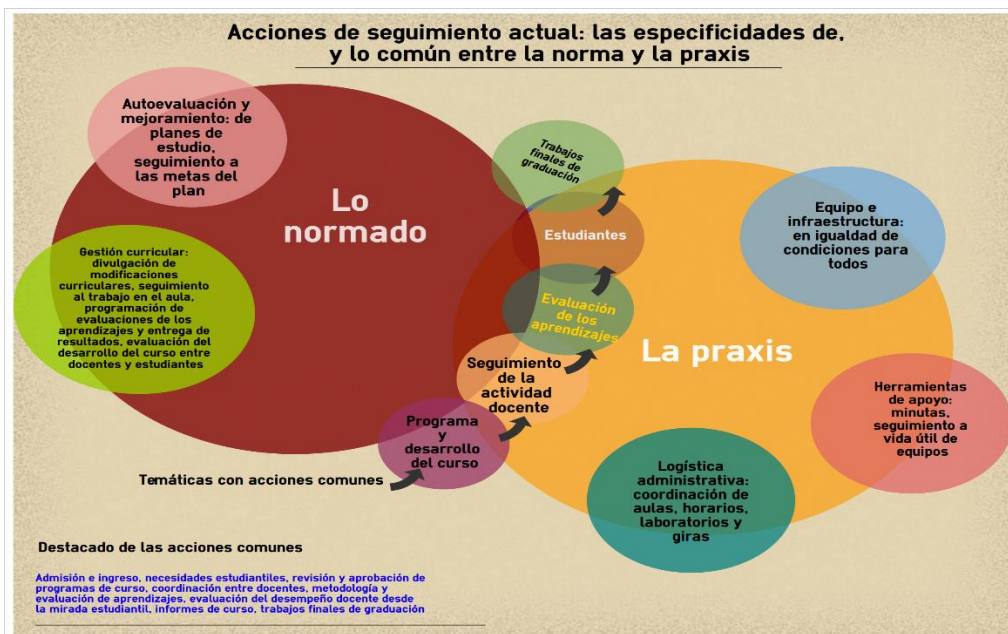 Acciones de seguimiento actual: las especificidades de,
y lo común entre la norma y la praxis
Autoevaluación y
mejoramiento: de
planes de
estudio,
seguimiento a
las metas del
plan
Lo
normado
Gestión curricular:
divulgación de
modificaciones
curriculares, seguimiento
al trabajo en el aula,
programación de
evaluaciones de los
aprendizajes y entrega de
resultados, evaluación del
desarrollo del curso entre
docentes y estudiantes
Trabajos
finales de
graduación
Estudiantes
Evaluación
de los
aprendizajes
Seguimiento
de la
actividad
docente
Programa
y
desarrollo
del curso
Temáticas con acciones comunes
La praxis
Equipo e
infraestructura:
en igualdad de
condiciones para
todos
Herramientas
de apoyo:
minutas,
seguimiento a
vida útil de
equipos
Logística
administrativa:
coordinación de
aulas, horarios,
laboratorios y
giras
Destacado de las acciones comunes
Admisión e ingreso, necesidades estudiantiles, revisión y aprobación de
programas de curso, coordinación entre docentes, metodología y
evaluación de aprendizajes, evaluación del desempeño docente desde
la mirada estudiantil, informes de curso, trabajos finales de graduación